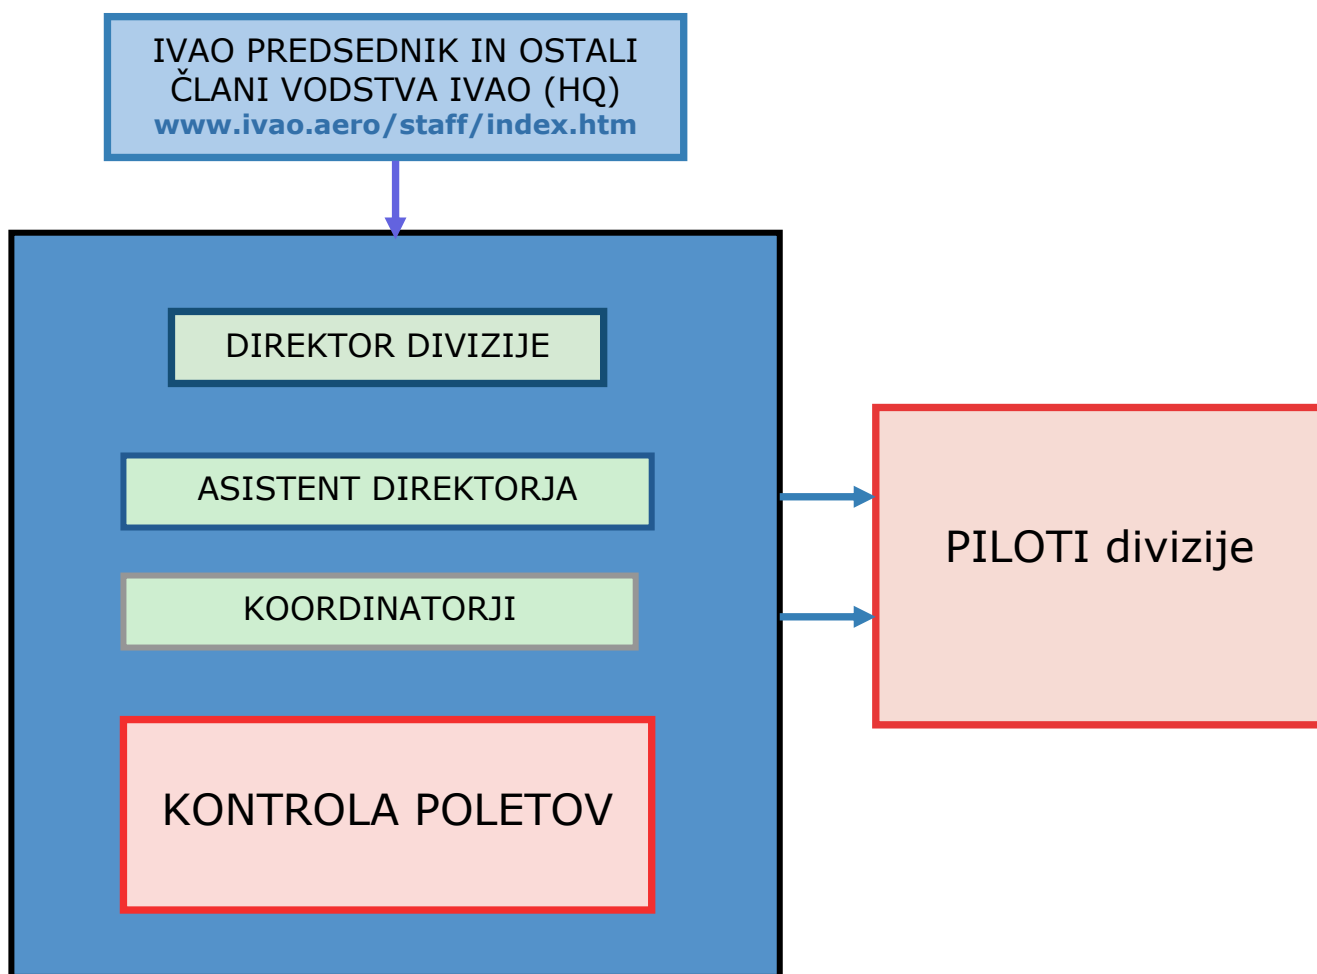 IVAO PREDSEDNIK IN OSTALI
ČLANI VODSTVA IVAO (HQ)
www.ivao.aero/staff/index.htm
DIREKTOR DIVIZIJE
ASISTENT DIREKTORJA
KOORDINATORJI
KONTROLA POLETOV
PILOTI divizije